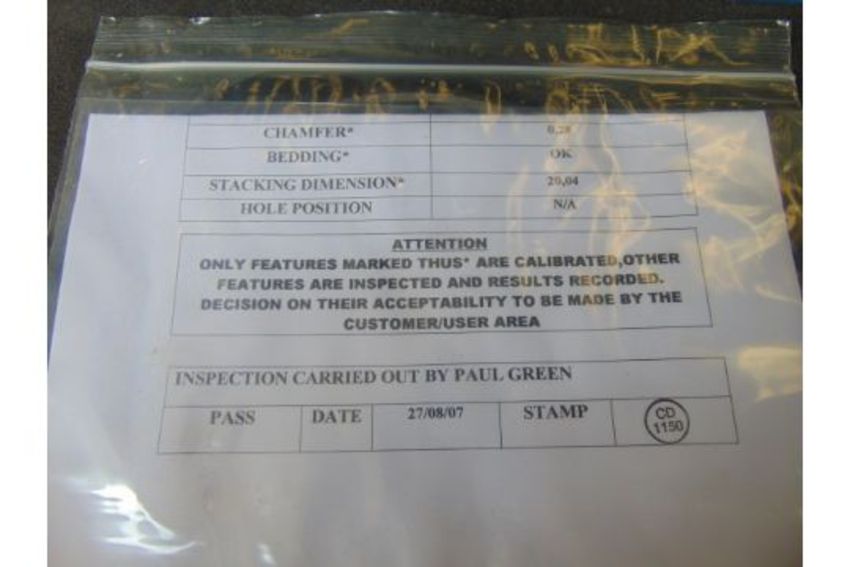 CHAMFER* 0,28
BEDDING* OK
STACKING DIMENSION* 20,04
HOLE POSITION N/A
ATTENTION
ONLY FEATURES MARKED THUS* ARE CALIBRATED,OTHER
FEATURES ARE INSPECTED AND RESULTS RECORDED.
DECISION ON THEIR ACCEPTABILITY TO BE MADE BY THE
CUSTOMER/USER AREA
INSPECTION CARRIED OUT BY PAUL GREEN
PASS DATE 27/08/07 STAMP CD
1150